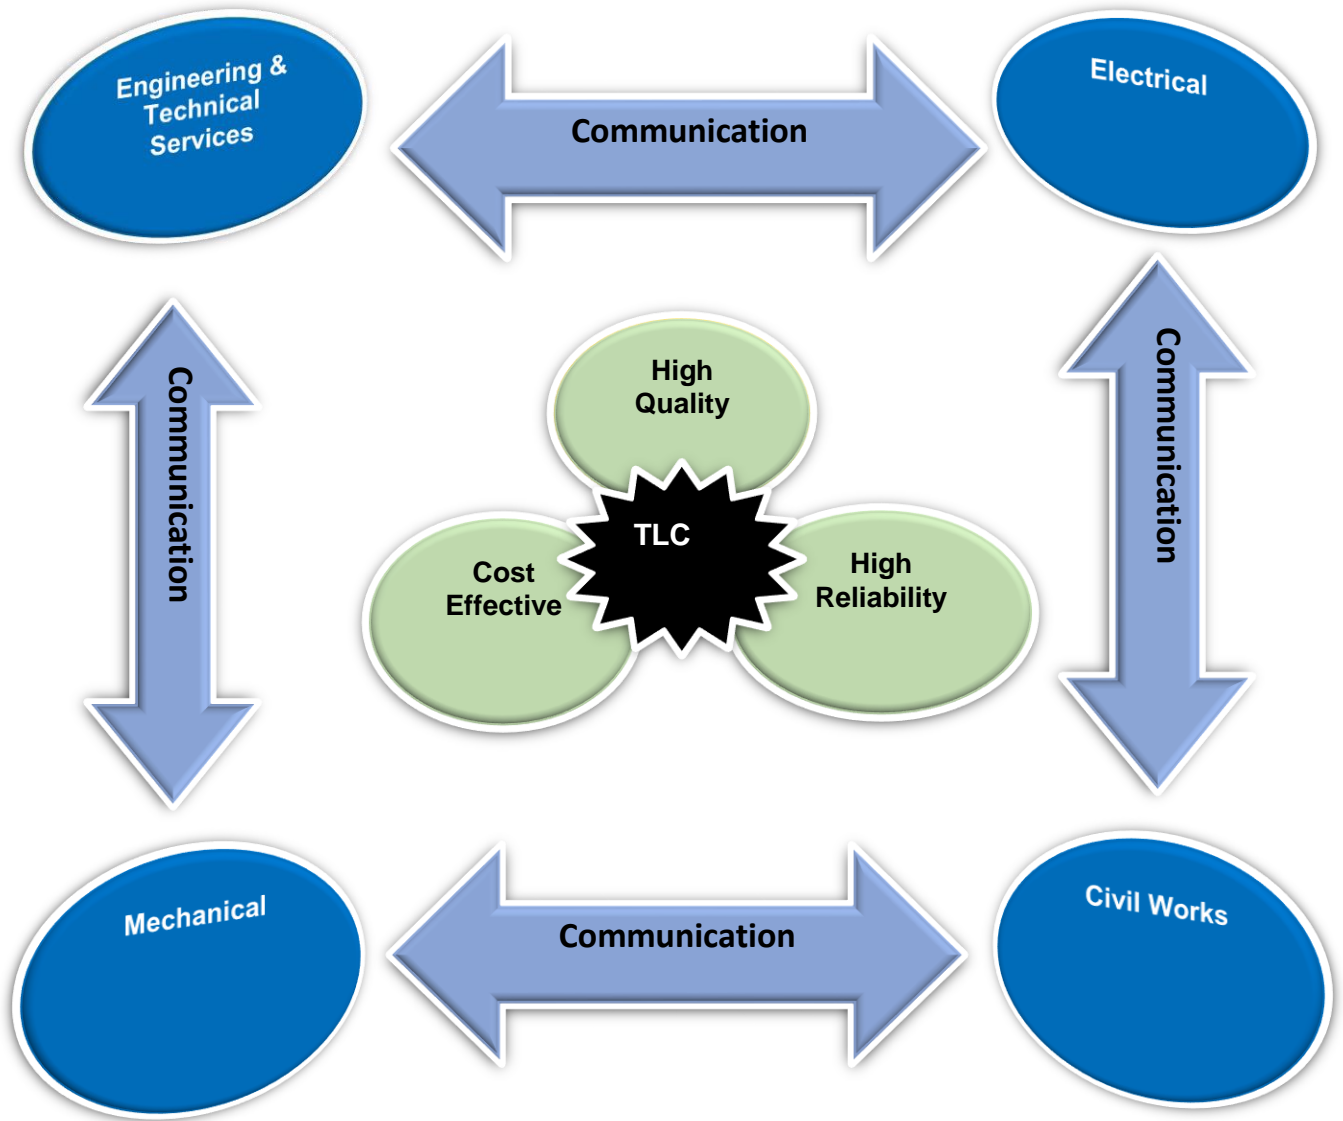 Engineering &
Technical
Services
Communication
Electrical
Communication
Communication
High
Quality
TLC
Cost
Effective
High
Reliability
Mechanical
Communication
Civil Works